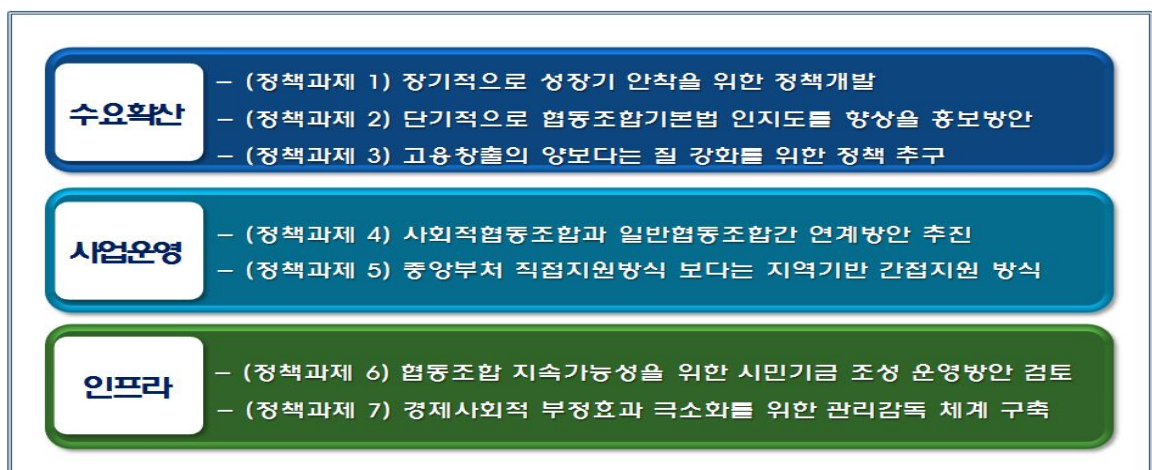 수요확산
– (정책과제 1) 장기적으로 성장기 안착을 위한 정책개발
– (정책과제 2) 단기적으로 협동조합기본법 인지도를 향상을 홍보방안
– (정책과제 3) 고용창출의 양보다는 질 강화를 위한 정책 추구
사업운영
– (정책과제 4) 사회적협동조합과 일반협동조합간 연계방안 추진
– (정책과제 5) 중앙부처 직접지원방식 보다는 지역기반 간접지원 방식
인프라
– (정책과제 6) 협동조합 지속가능성을 위한 시민기금 조성 운영방안 검토
– (정책과제 7) 경제사회적 부정효과 극소화를 위한 관리감독 체계 구축